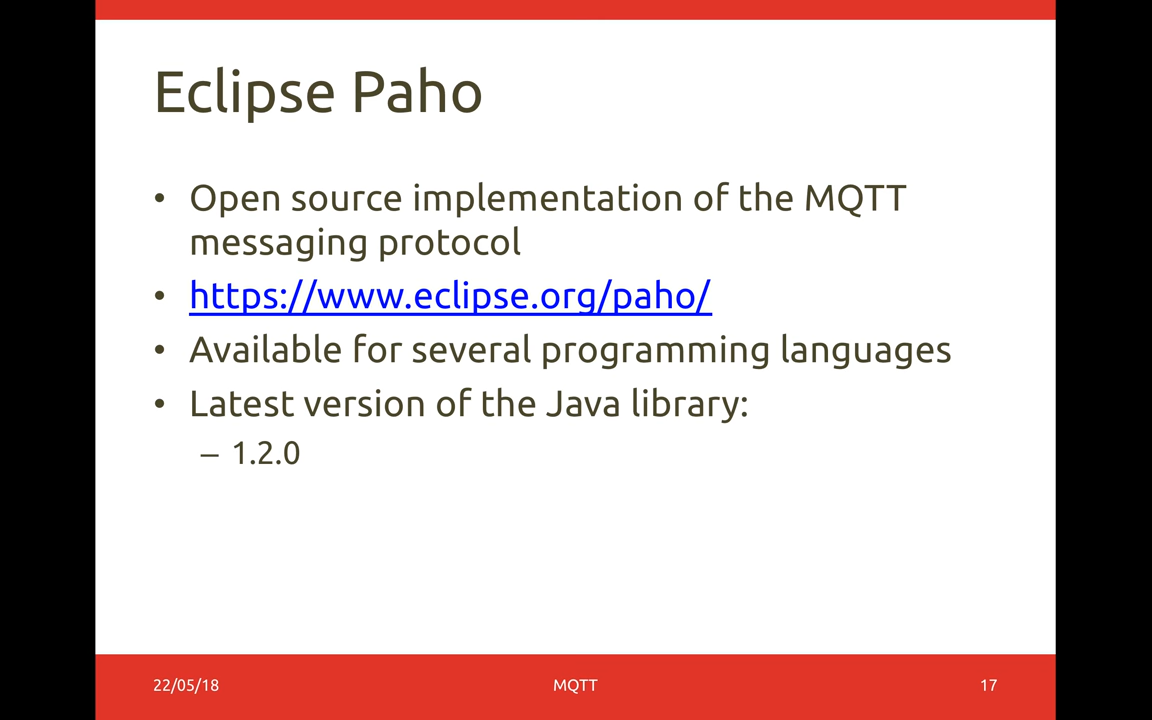 Eclipse Paho
• Open source implementation of the MQTT
messaging protocol
• https://www.eclipse.org/paho/
• Available for several programming languages
• Latest version of the Java library:
– 1.2.0
22/05/18
MQTT
17